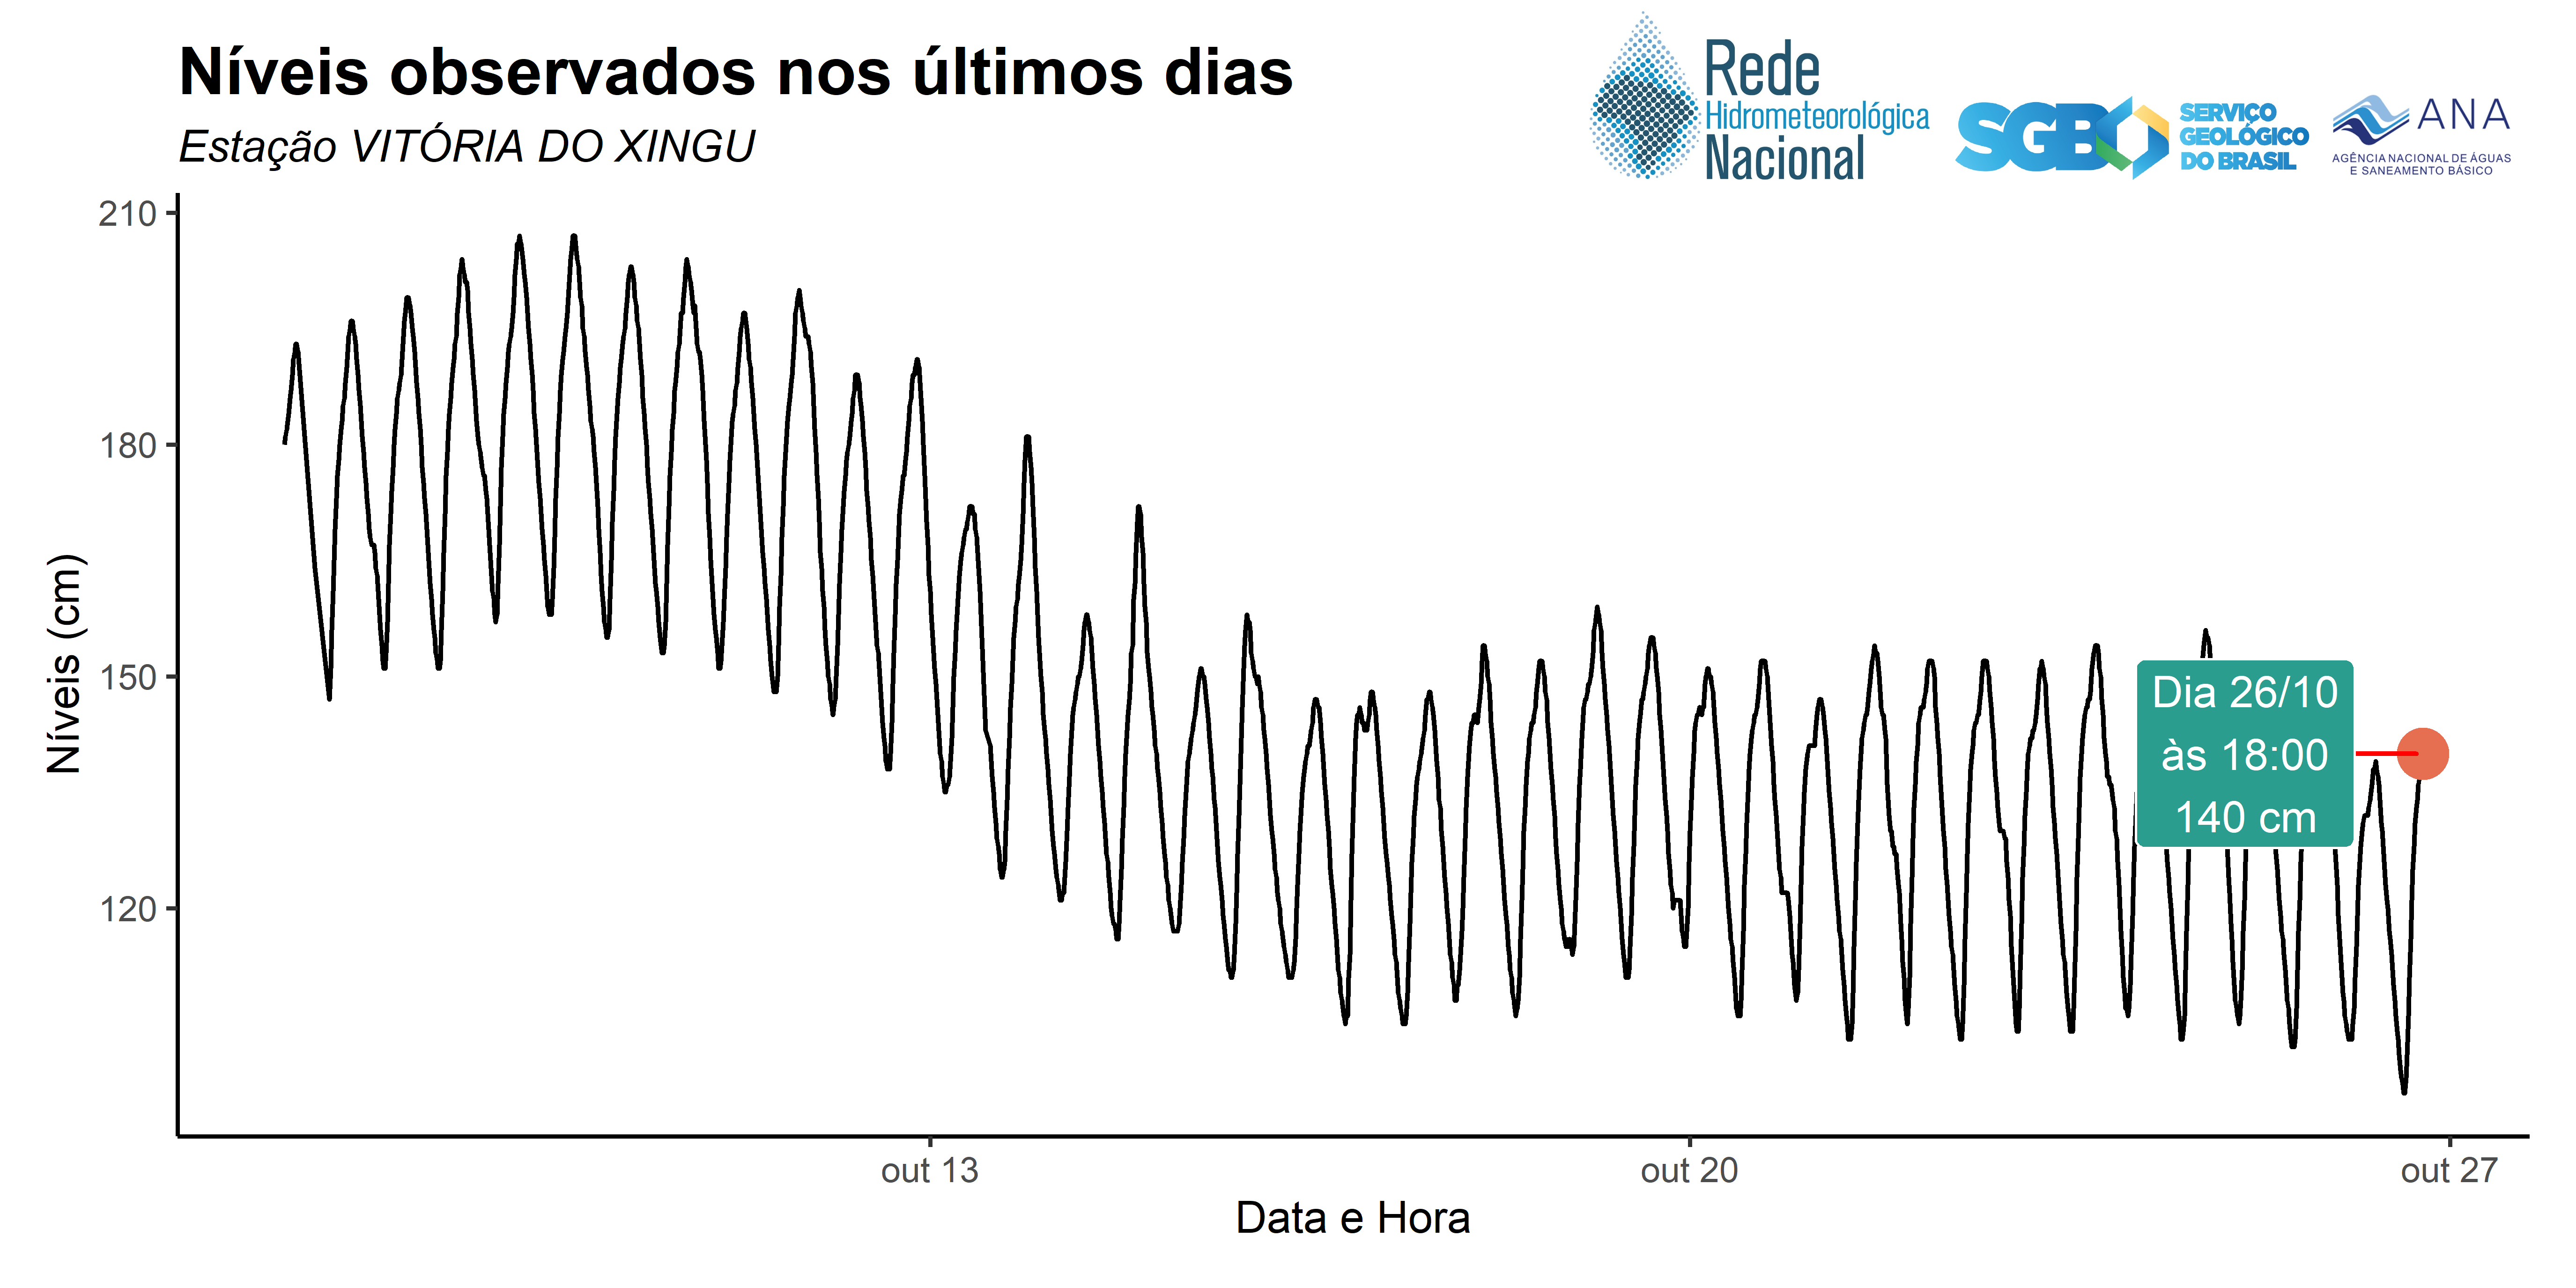 Níveis observados nos últimos dias
Estação VITÓRIA DO XINGU
Rede
Hidrometeorológica
Nacional
SGB
SERVIÇO
GEOLÓGICO
DO BRASIL
ANA
AGÊNCIA NACIONAL DE ÁGUAS
E SANEAMENTO BÁSICO
210
180
150
120
Níveis (cm)
Dia 26/10
às 18:00
140 cm
out 13
out 20
out 27
Data e Hora